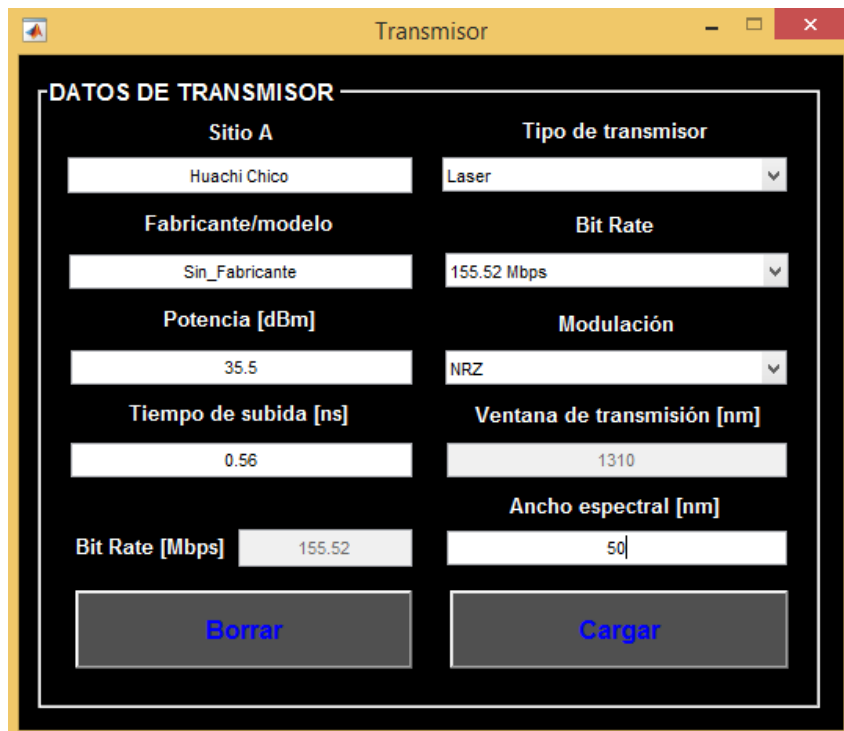 Transmisor
DATOS DE TRANSMISOR
Sitio A
Huachi Chico
Tipo de transmisor
Laser
Fabricante/modelo
Sin_Fabricante
Bit Rate
155.52 Mbps
Potencia [dBm]
35.5
Modulación
NRZ
Tiempo de subida [ns]
0.56
Ventana de transmisión [nm]
1310
Bit Rate [Mbps]
155.52
Ancho espectral [nm]
50
Borrar
Cargar